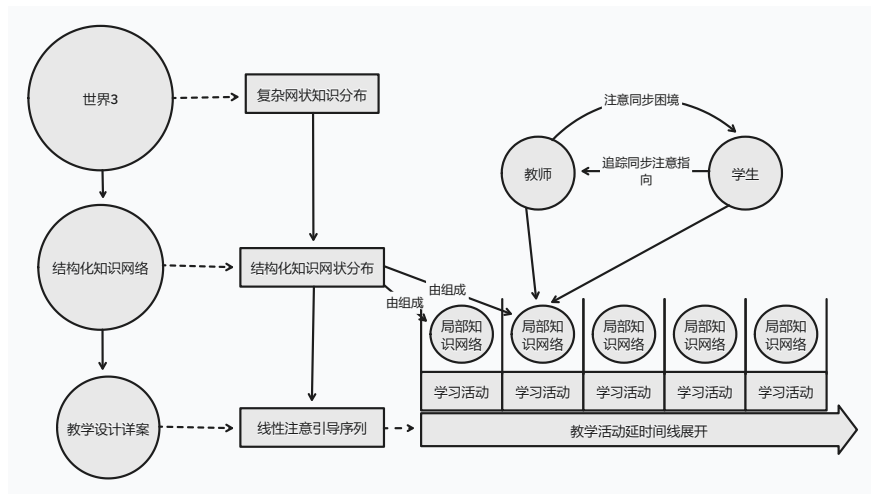 世界3
复杂网状知识分布
注意同步困境
教师
追踪同步注意指
向
学生
结构化知识网络
结构化知识网状分布
由组成
由组成
局部知
识网络
局部知
识网络
局部知
识网络
局部知
识网络
局部知
识网络
学习活动
学习活动
学习活动
学习活动
学习活动
教学设计详案
线性注意引导序列
教学活动延时间线展开